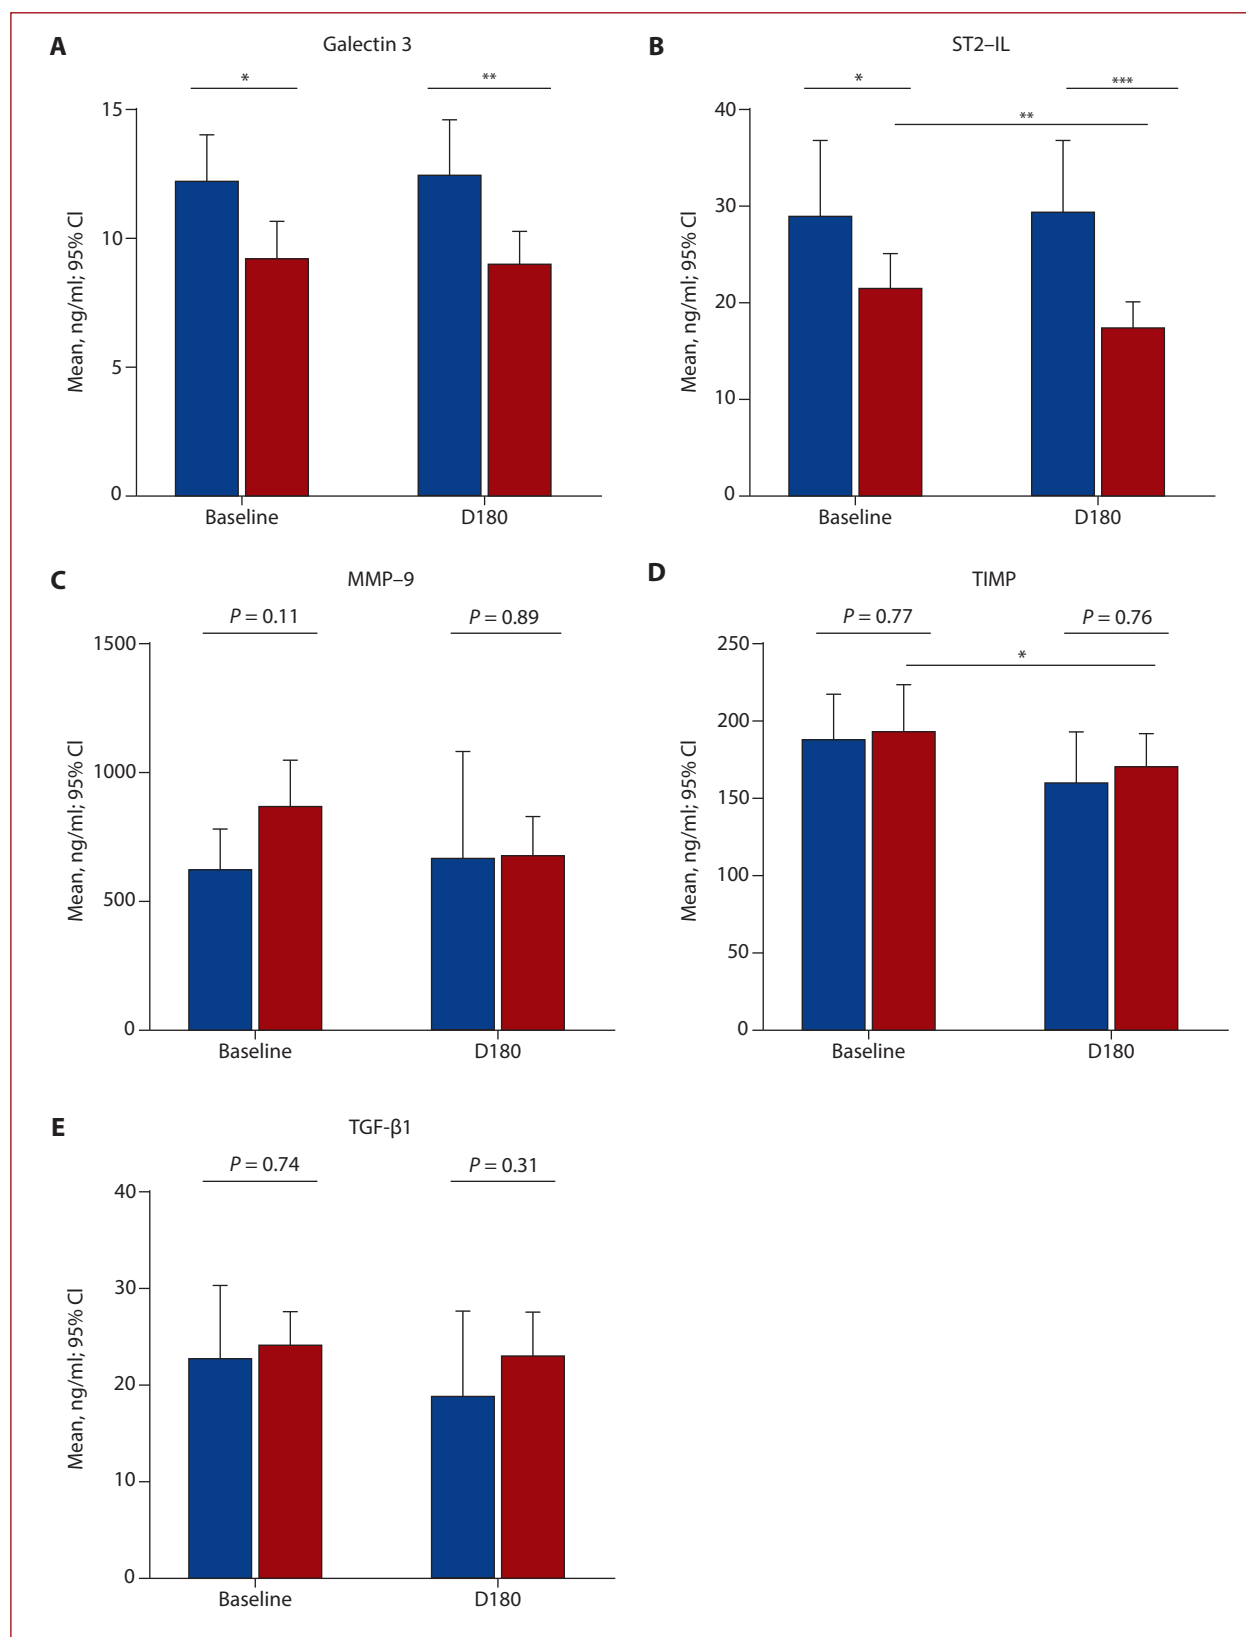 A
Galectin 3
*
**
15
10
5
0
Mean, ng/ml; 95% CI
Baseline
D180
B
ST2–IL
*
***
**
40
30
20
10
0
Mean, ng/ml; 95% CI
Baseline
D180
C
MMP–9
P = 0.11
P = 0.89
1500
1000
500
0
Mean, ng/ml; 95% CI
Baseline
D180
D
TIMP
P = 0.77
P = 0.76
*
250
200
150
100
50
0
Mean, ng/ml; 95% CI
Baseline
D180
E
TGF-β1
P = 0.74
P = 0.31
40
30
20
10
0
Mean, ng/ml; 95% CI
Baseline
D180